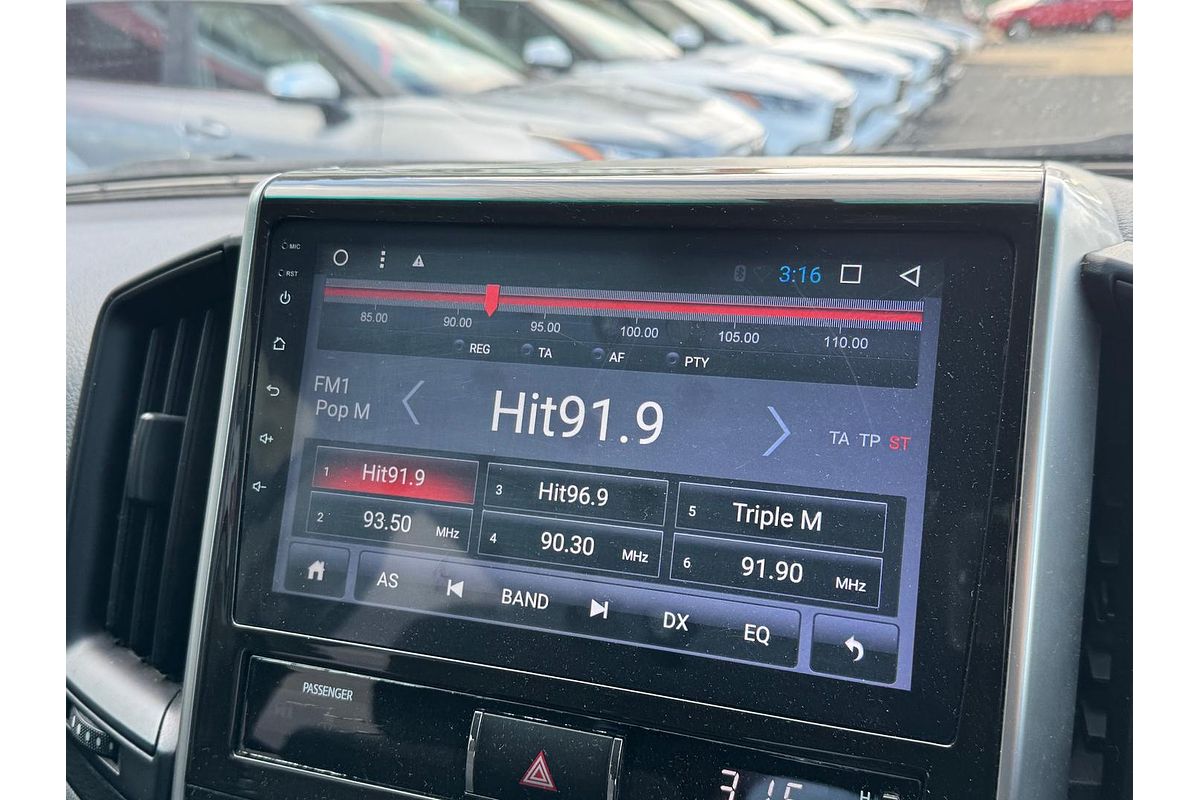 MIC
RST
3:16
85.00 90.00 95.00 100.00 105.00 110.00
REG TA AF PTY
FM1
Pop M
Hit91.9
TA TP ST
1 Hit91.9 3 Hit96.9 5 Triple M
2 93.50 MHz 4 90.30 MHz 6 91.90 MHz
AS BAND DX EQ
PASSENGER
3:15